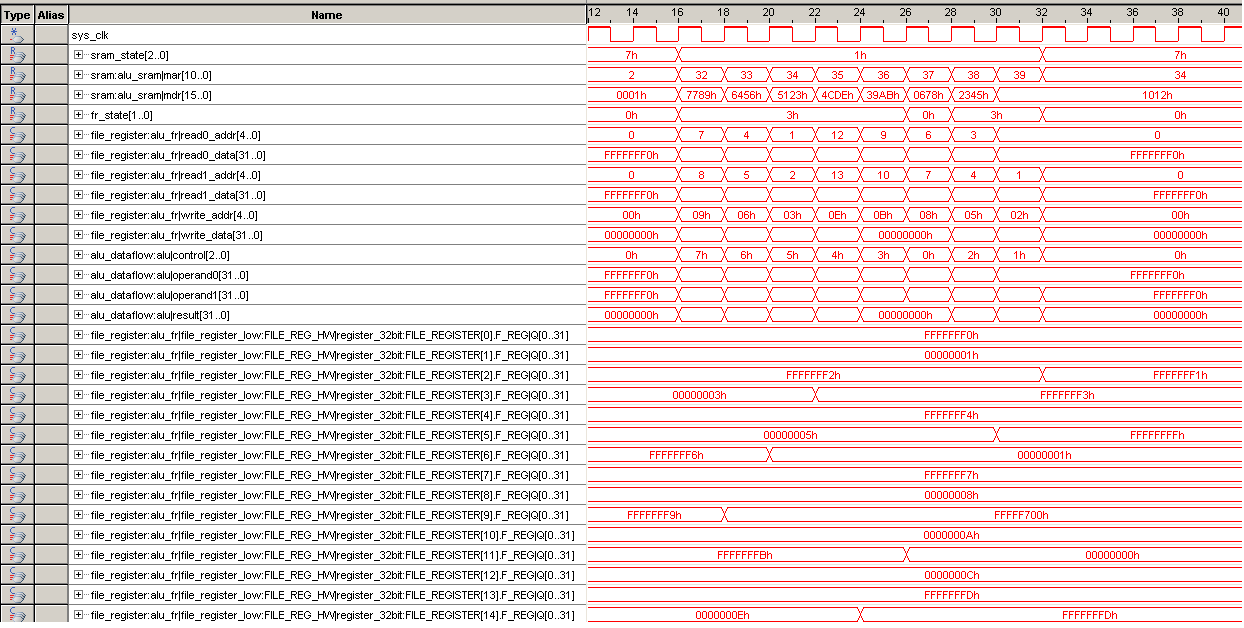 Type Alias Name 12 14 16 18 20 22 24 26 28 30 32 34 36 38 40
sys_clk
sram_state[2..0] 7h 1h 7h
sram:alu_sram|mar[10..0] 2 32 33 34 35 36 37 38 39 34
sram:alu_sram|mdr[15..0] 0001h 7789h 6456h 5123h 4CDEh 39ABh 0678h 2345h 1012h
fr_state[1..0] 0h 3h 0h 3h 0h
file_register:alu_fr|read0_addr[4..0] 0 7 4 1 12 9 6 3 0
file_register:alu_fr|read0_data[31..0] FFFFFFF0h FFFFFFF0h
file_register:alu_fr|read1_addr[4..0] 0 8 5 2 13 10 7 4 1 0
file_register:alu_fr|read1_data[31..0] FFFFFFF0h FFFFFFF0h
file_register:alu_fr|write_addr[4..0] 00h 09h 06h 03h 0Eh 0Bh 08h 05h 02h 00h
file_register:alu_fr|write_data[31..0] 00000000h 00000000h 00000000h
alu_dataflow:alu|control[2..0] 0h 7h 6h 5h 4h 3h 0h 2h 1h 0h
alu_dataflow:alu|operand0[31..0] FFFFFFF0h FFFFFFF0h
alu_dataflow:alu|operand1[31..0] FFFFFFF0h FFFFFFF0h
alu_dataflow:alu|result[31..0] 00000000h 00000000h 00000000h
file_register:alu_fr|file_register_low:FILE_REG_HW|register_32bit:FILE_REGISTER[0].F_REG|Q[0..31] FFFFFFF0h
file_register:alu_fr|file_register_low:FILE_REG_HW|register_32bit:FILE_REGISTER[1].F_REG|Q[0..31] 00000001h
file_register:alu_fr|file_register_low:FILE_REG_HW|register_32bit:FILE_REGISTER[2].F_REG|Q[0..31] FFFFFFF2h FFFFFFF1h
file_register:alu_fr|file_register_low:FILE_REG_HW|register_32bit:FILE_REGISTER[3].F_REG|Q[0..31] 00000003h FFFFFFF3h
file_register:alu_fr|file_register_low:FILE_REG_HW|register_32bit:FILE_REGISTER[4].F_REG|Q[0..31] FFFFFFF4h
file_register:alu_fr|file_register_low:FILE_REG_HW|register_32bit:FILE_REGISTER[5].F_REG|Q[0..31] 00000005h FFFFFFFFh
file_register:alu_fr|file_register_low:FILE_REG_HW|register_32bit:FILE_REGISTER[6].F_REG|Q[0..31] FFFFFFF6h 00000001h
file_register:alu_fr|file_register_low:FILE_REG_HW|register_32bit:FILE_REGISTER[7].F_REG|Q[0..31] FFFFFFF7h
file_register:alu_fr|file_register_low:FILE_REG_HW|register_32bit:FILE_REGISTER[8].F_REG|Q[0..31] 00000008h
file_register:alu_fr|file_register_low:FILE_REG_HW|register_32bit:FILE_REGISTER[9].F_REG|Q[0..31] FFFFFFF9h FFFFF700h
file_register:alu_fr|file_register_low:FILE_REG_HW|register_32bit:FILE_REGISTER[10].F_REG|Q[0..31] 0000000Ah
file_register:alu_fr|file_register_low:FILE_REG_HW|register_32bit:FILE_REGISTER[11].F_REG|Q[0..31] FFFFFFFBh 00000000h
file_register:alu_fr|file_register_low:FILE_REG_HW|register_32bit:FILE_REGISTER[12].F_REG|Q[0..31] 0000000Ch
file_register:alu_fr|file_register_low:FILE_REG_HW|register_32bit:FILE_REGISTER[13].F_REG|Q[0..31] FFFFFFFDh
file_register:alu_fr|file_register_low:FILE_REG_HW|register_32bit:FILE_REGISTER[14].F_REG|Q[0..31] 0000000Eh FFFFFFFDh